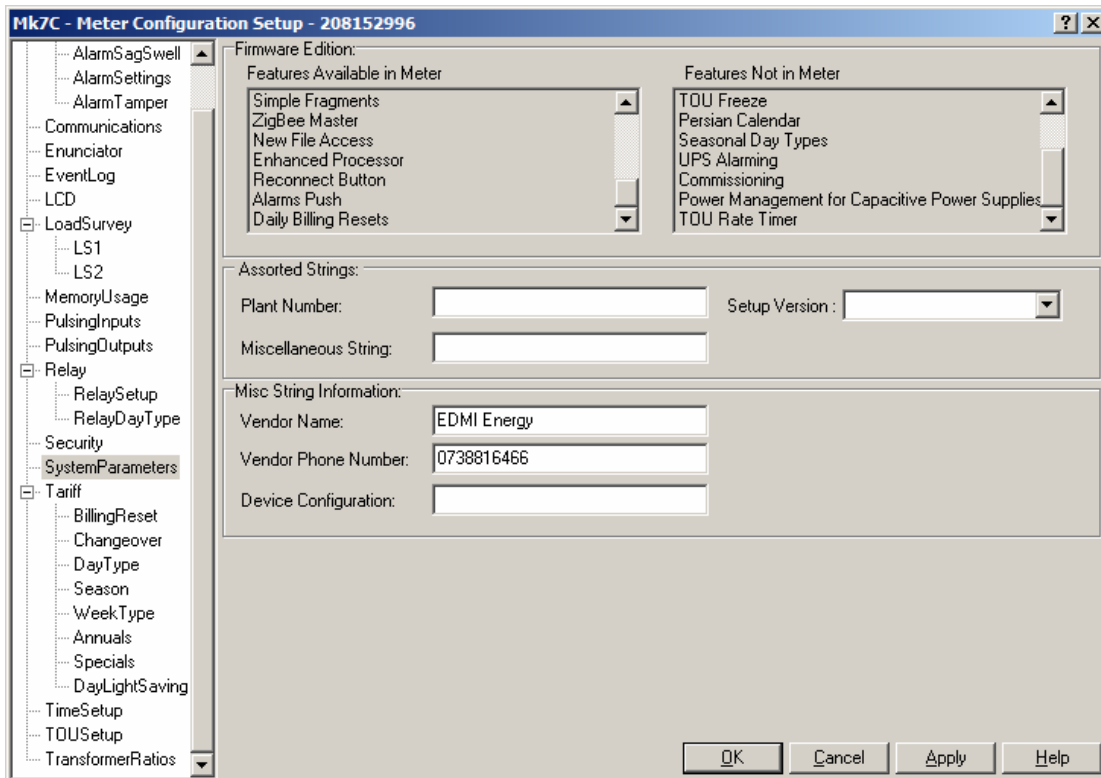 Mk7C - Meter Configuration Setup - 208152996
AlarmSagSwell
AlarmSettings
AlarmTamper
Communications
Enunciator
EventLog
LCD
LoadSurvey
LS1
LS2
MemoryUsage
PulsingInputs
PulsingOutputs
Relay
RelaySetup
RelayDayType
Security
SystemParameters
Tariff
BillingReset
Changeover
DayType
Season
WeekType
Annuals
Specials
DayLightSaving
TimeSetup
TOUSetup
TransformerRatios
Firmware Edition:
Features Available in Meter
Simple Fragments
ZigBee Master
New File Access
Enhanced Processor
Reconnect Button
Alarms Push
Daily Billing Resets
Features Not in Meter
TOU Freeze
Persian Calendar
Seasonal Day Types
UPS Alarming
Commissioning
Power Management for Capacitive Power Supplies
TOU Rate Timer
Assorted Strings:
Plant Number:
Setup Version :
Miscellaneous String:
Misc String Information:
Vendor Name: EDMI Energy
Vendor Phone Number: 0738816466
Device Configuration:
OK Cancel Apply Help